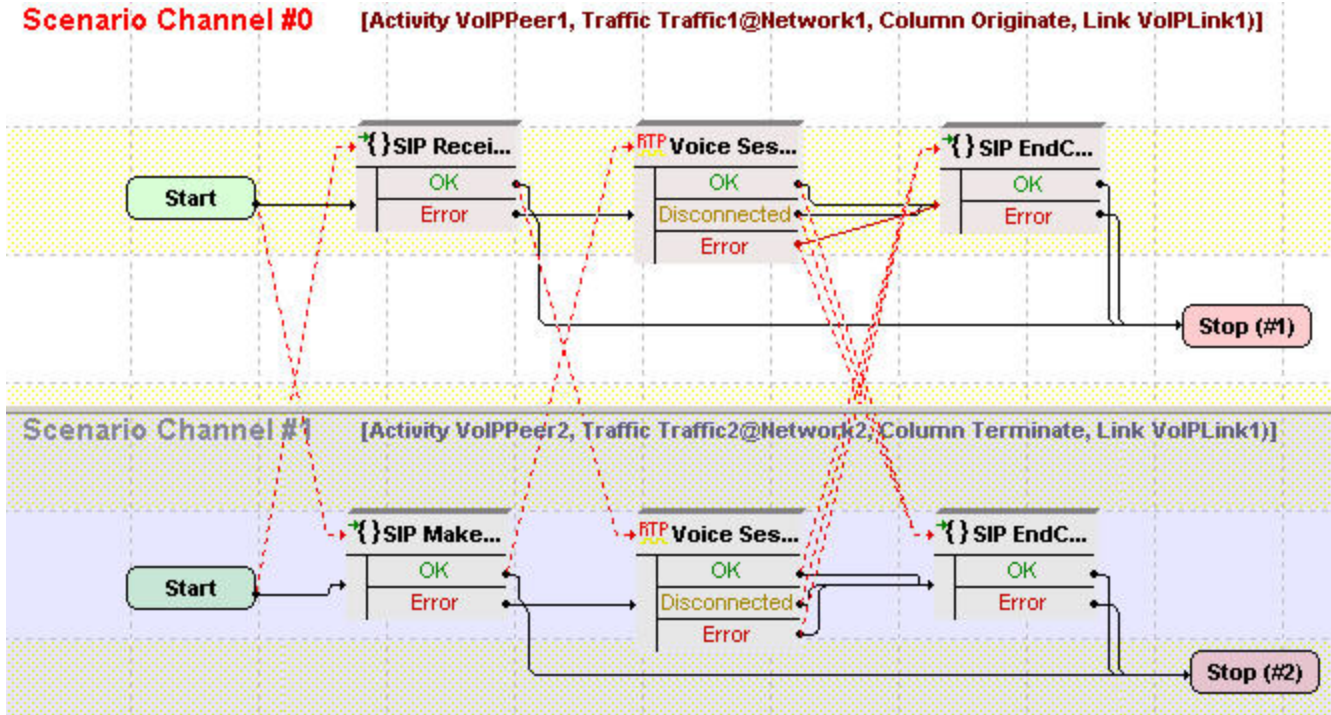 Scenario Channel #0 [Activity VoIPPeer1, Traffic Traffic1@Network1, Column Originate, Link VoIPLink1)]
{}SIP Recei... RTP Voice Ses... {} SIP EndC...
Start OK OK OK
Error Disconnected Error
Error
Stop (#1)
Scenario Channel #1 [Activity VoIPPeer2, Traffic Traffic2@Network2, Column Terminate, Link VoIPLink1)]
{}SIP Make... RTP Voice Ses... {} SIP EndC...
Start OK OK OK
Error Disconnected Error
Error
Stop (#2)